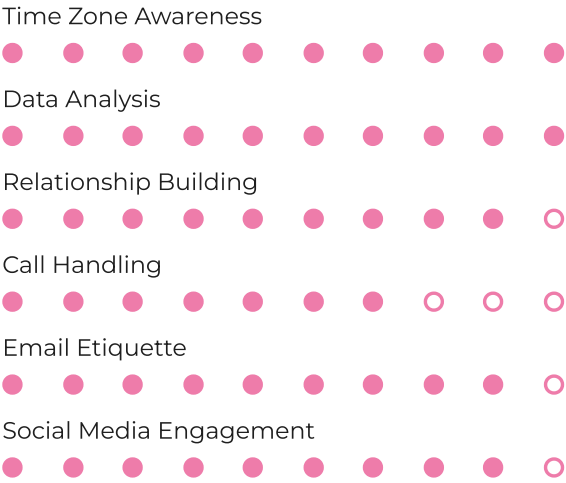 Time Zone Awareness
Data Analysis
Relationship Building
Call Handling
Email Etiquette
Social Media Engagement